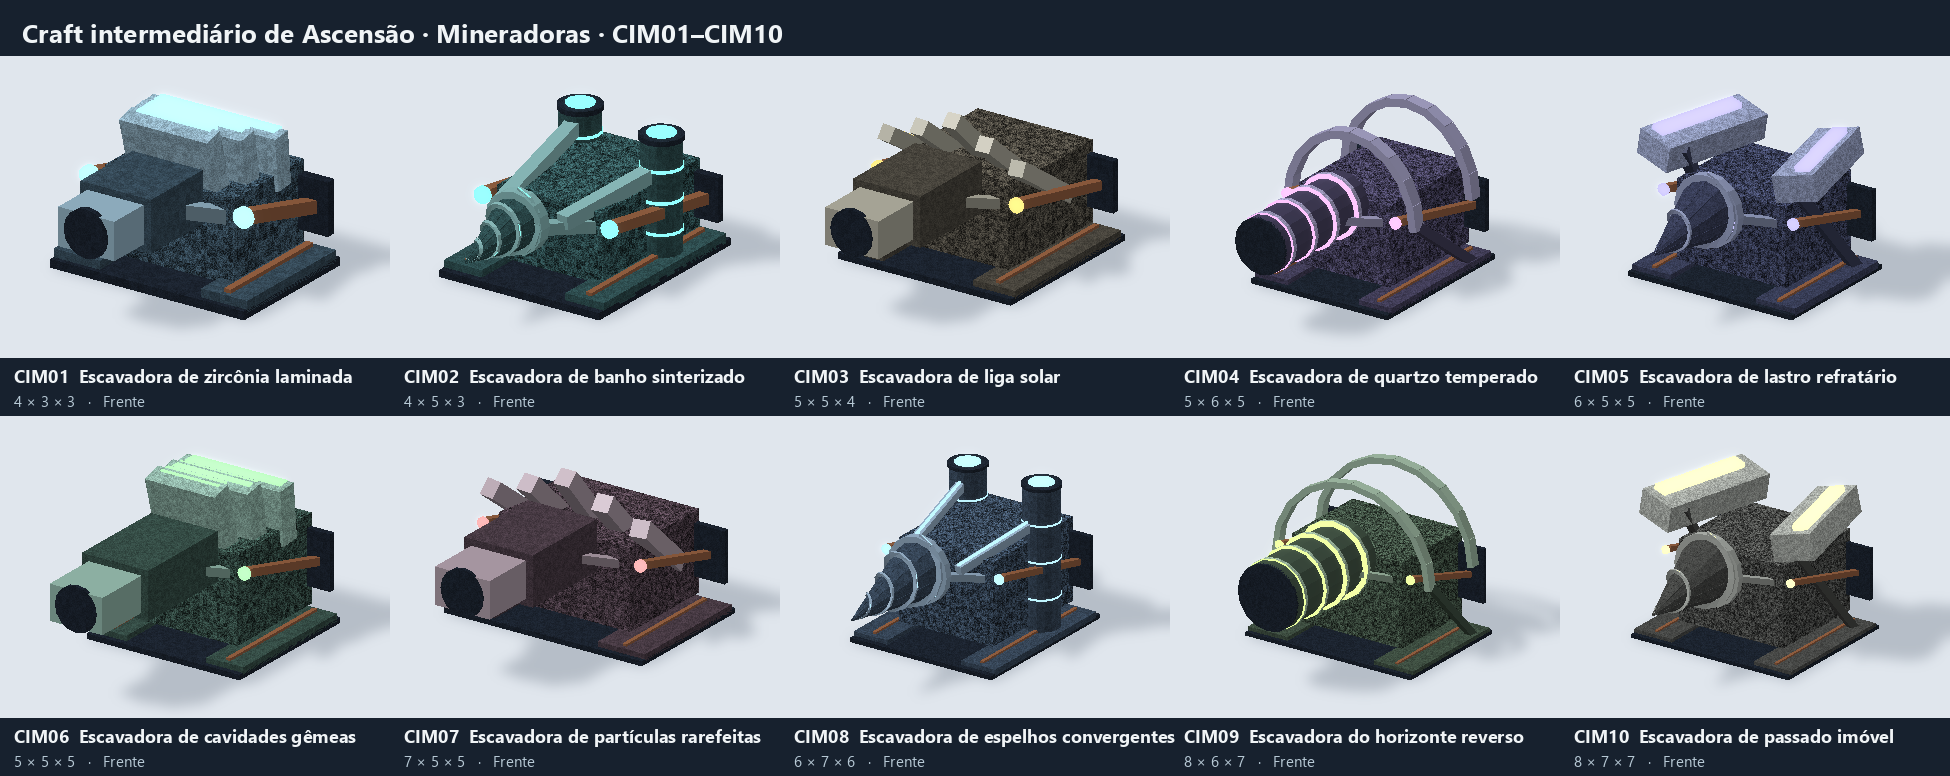 Craft intermediário de Ascensão · Mineradoras · CIM01–CIM10
CIM01 Escavadora de zircônia laminada
4 × 3 × 3 · Frente
CIM02 Escavadora de banho sinterizado
4 × 5 × 3 · Frente
CIM03 Escavadora de liga solar
5 × 5 × 4 · Frente
CIM04 Escavadora de quartzo temperado
5 × 6 × 5 · Frente
CIM05 Escavadora de lastro refratário
6 × 5 × 5 · Frente
CIM06 Escavadora de cavidades gêmeas
5 × 5 × 5 · Frente
CIM07 Escavadora de partículas rarefeitas
7 × 5 × 5 · Frente
CIM08 Escavadora de espelhos convergentes
6 × 7 × 6 · Frente
CIM09 Escavadora do horizonte reverso
8 × 6 × 7 · Frente
CIM10 Escavadora de passado imóvel
8 × 7 × 7 · Frente